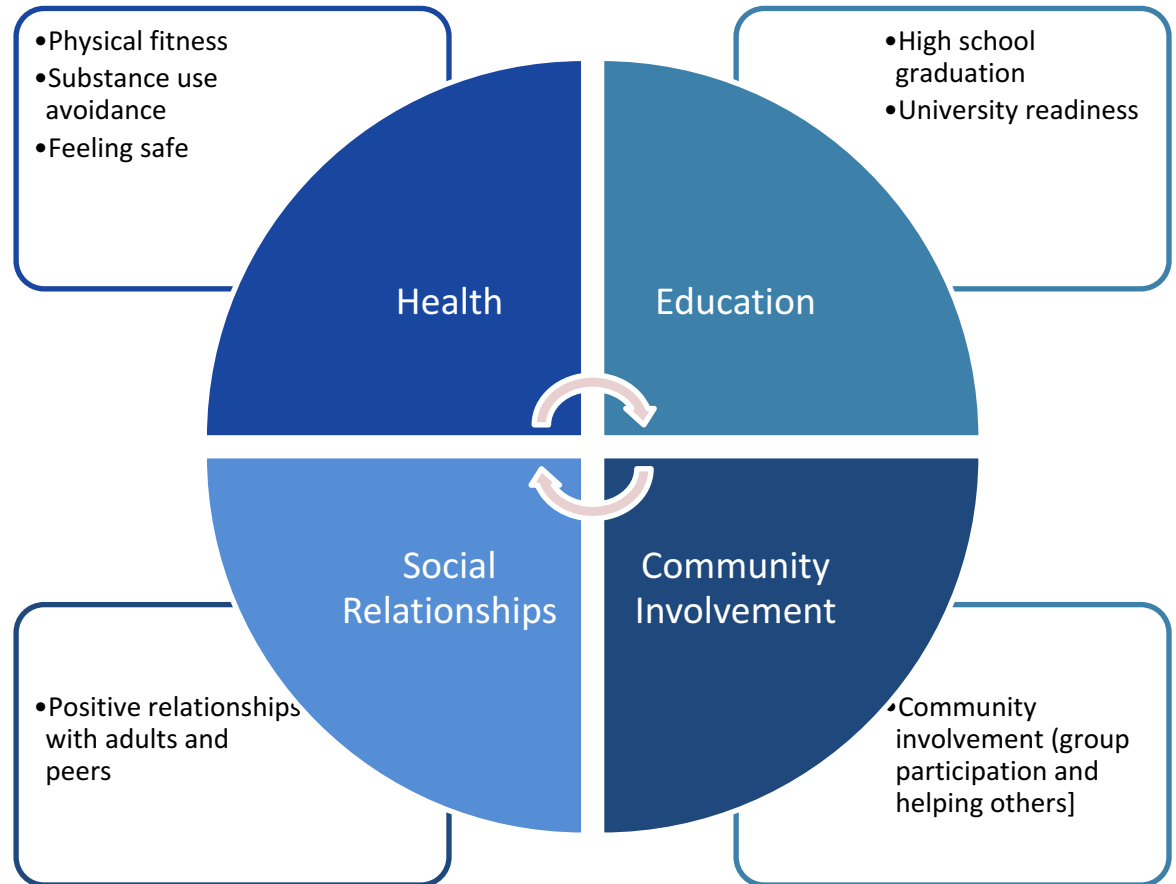 •Physical fitness
•Substance use
avoidance
•Feeling safe
•High school
graduation
•University readiness
Health
Education
Social
Relationships
Community
Involvement
•Positive relationships
with adults and
peers
•Community
involvement (group
participation and
helping others]